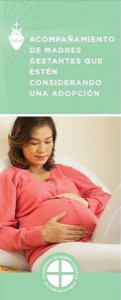 ACOMPAÑAMIENTO
DE MADRES
GESTANTES QUE
ESTÉN
CONSIDERANDO
UNA ADOPCIÓN